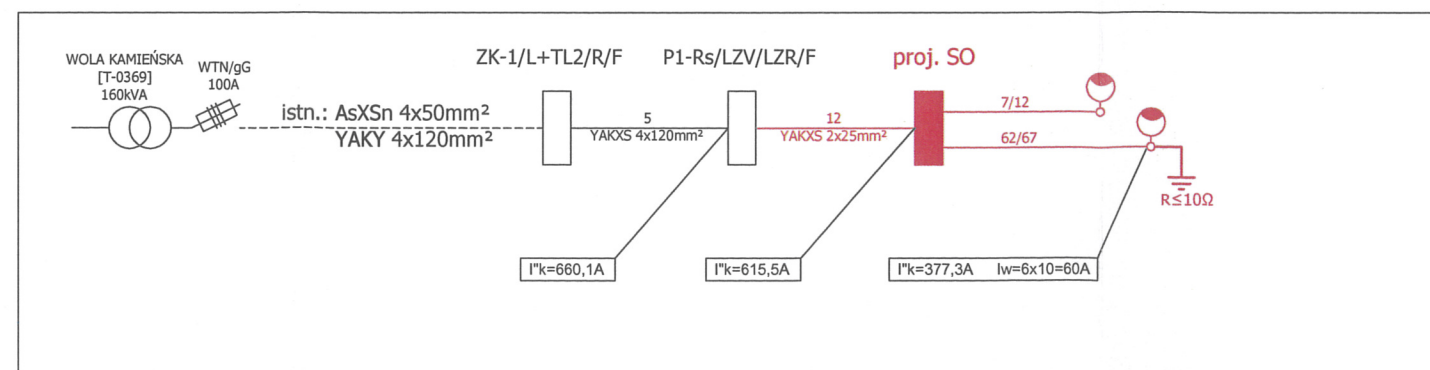 WOLA KAMIEŃSKA
[T-0369]
160kVA
WTN/gG
100A
istn.: AsXSn 4x50mm²
YAKY 4x120mm²
ZK-1/L+TL2/R/F
5
YAKXS 4x120mm²
P1-Rs/LZV/LZR/F
12
YAKXS 2x25mm²
proj. SO
7/12
62/67
R≤10Ω
I"k=660,1A
I"k=615,5A
I"k=377,3A Iw=6x10=60A